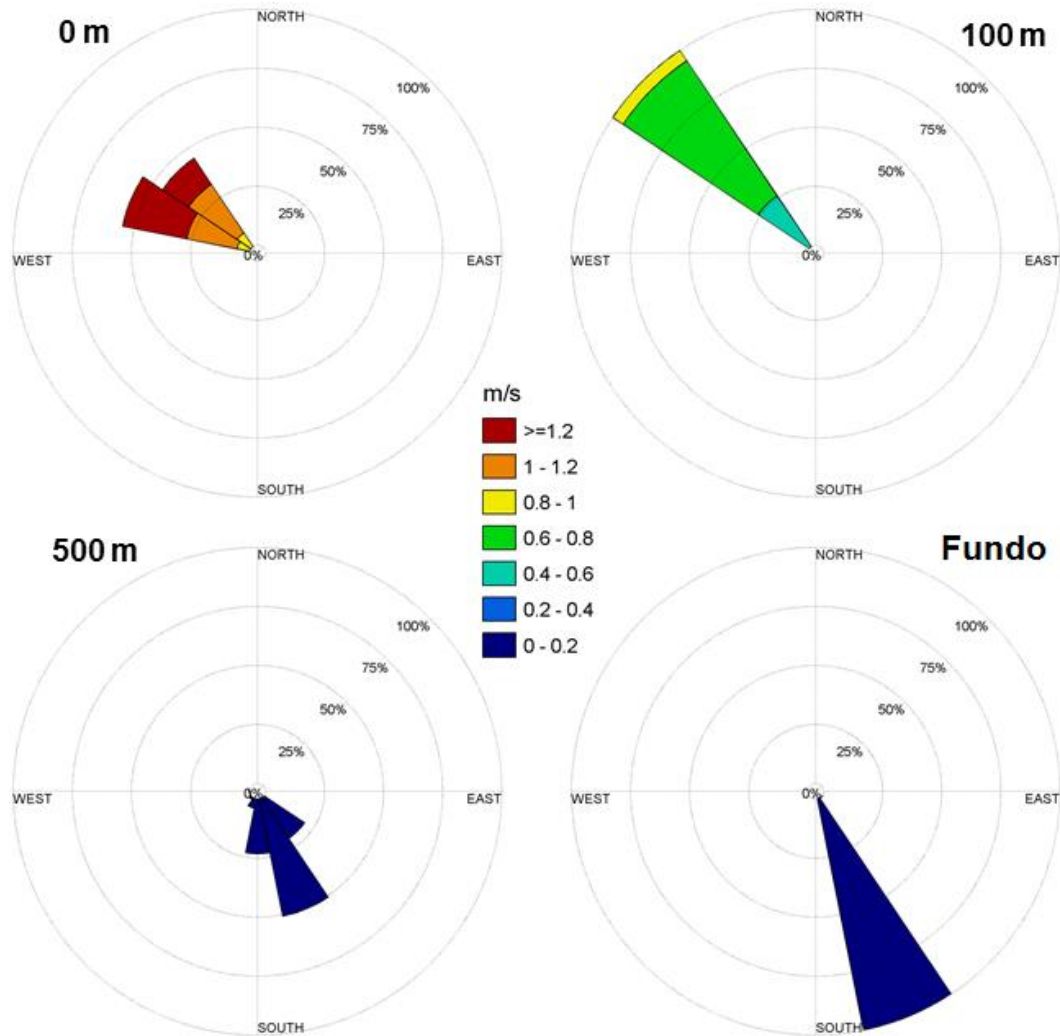 0 m
NORTH
100%
75%
50%
25%
0%
WEST
EAST
SOUTH
100 m
NORTH
100%
75%
50%
25%
0%
WEST
EAST
SOUTH
m/s
>=1.2
1 - 1.2
0.8 - 1
0.6 - 0.8
0.4 - 0.6
0.2 - 0.4
0 - 0.2
500 m
NORTH
100%
75%
50%
25%
0%
WEST
EAST
SOUTH
Fundo
NORTH
100%
75%
50%
25%
0%
WEST
EAST
SOUTH